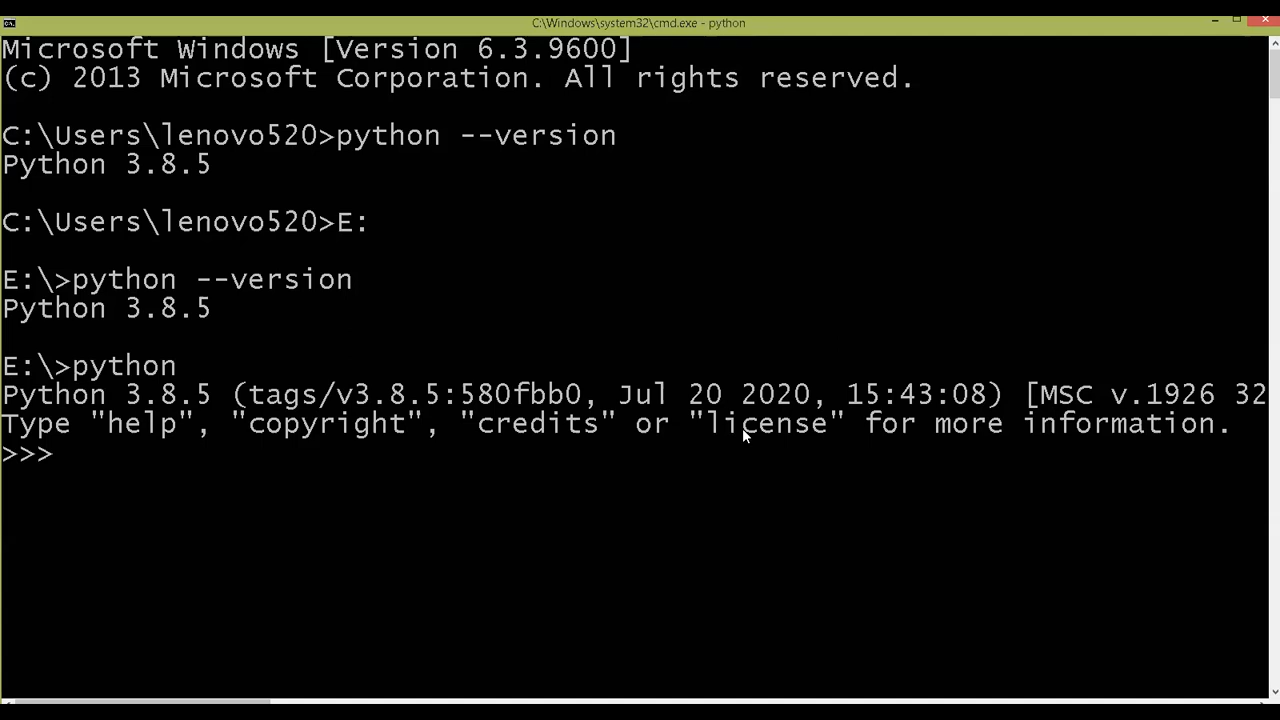 C:\Windows\system32\cmd.exe - python
Microsoft Windows [Version 6.3.9600]
(c) 2013 Microsoft Corporation. All rights reserved.
C:\Users\lenovo520>python --version
Python 3.8.5
C:\Users\lenovo520>E:
E:\>python --version
Python 3.8.5
E:\>python
Python 3.8.5 (tags/v3.8.5:580fbb0, Jul 20 2020, 15:43:08) [MSC v.1926 32
Type "help", "copyright", "credits" or "license" for more information.
>>>